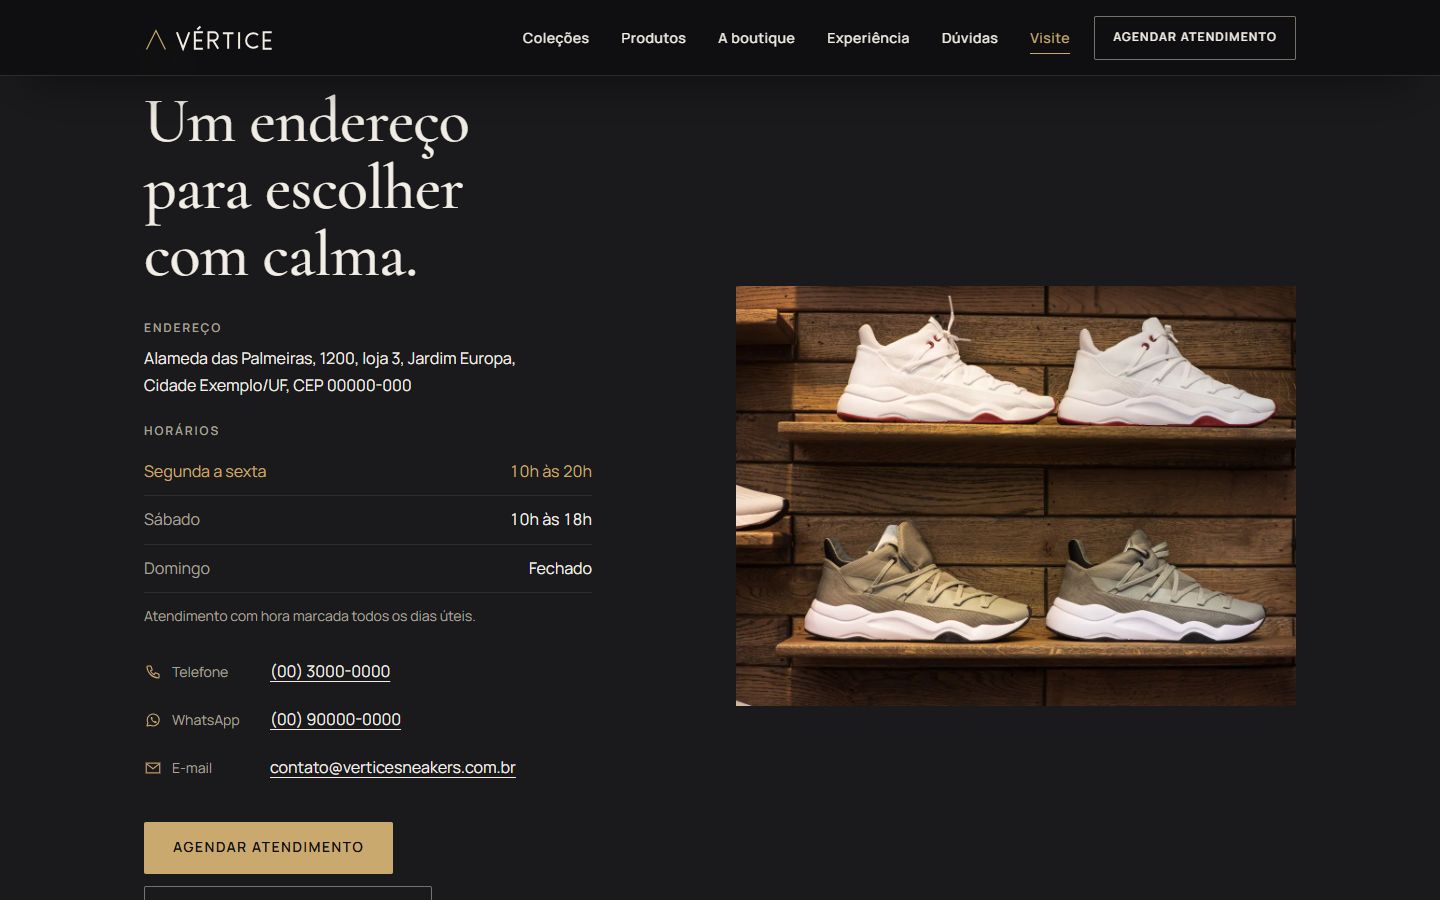 VÉRTICE
Coleções
Produtos
A boutique
Experiência
Dúvidas
Visite
AGENDAR ATENDIMENTO
Um endereço
para escolher
com calma.
ENDEREÇO
Alameda das Palmeiras, 1200, loja 3, Jardim Europa,
Cidade Exemplo/UF, CEP 00000-000
HORÁRIOS
Segunda a sexta 10h às 20h
Sábado 10h às 18h
Domingo Fechado
Atendimento com hora marcada todos os dias úteis.
Telefone (00) 3000-0000
WhatsApp (00) 90000-0000
E-mail contato@verticesneakers.com.br
AGENDAR ATENDIMENTO